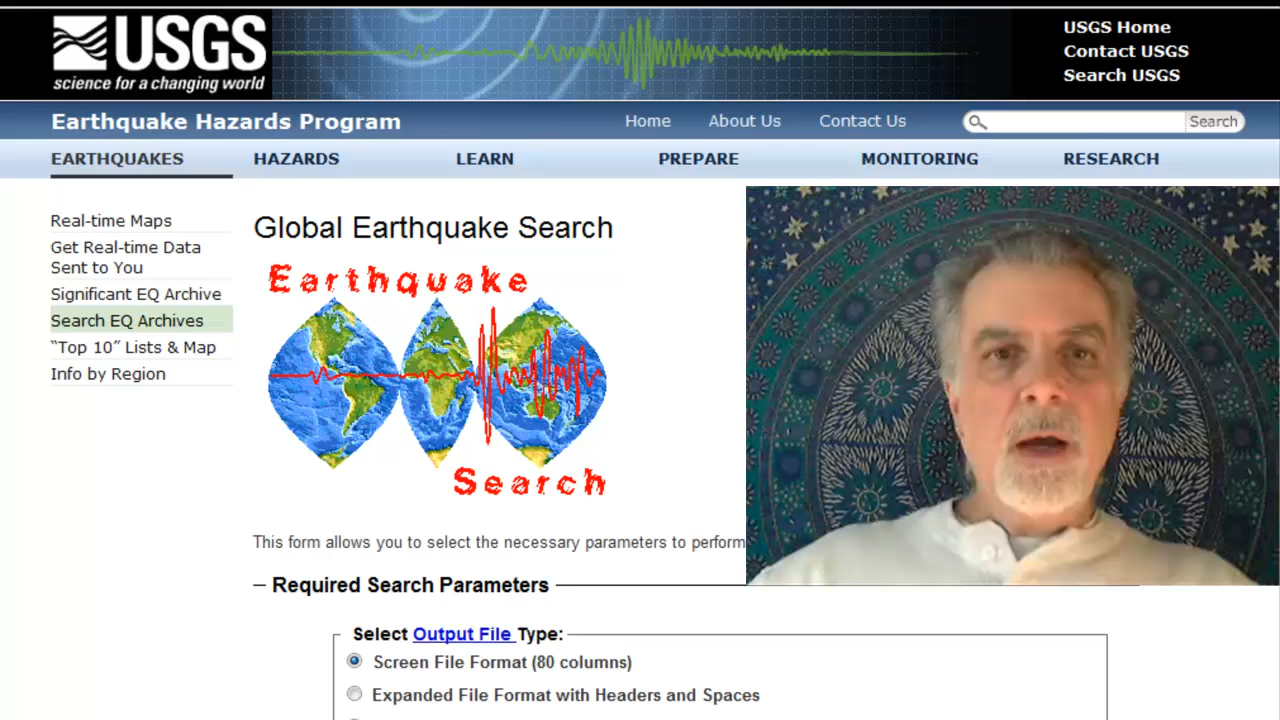 USGS
science for a changing world
USGS Home
Contact USGS
Search USGS
Earthquake Hazards Program
Home
About Us
Contact Us
Search
EARTHQUAKES
HAZARDS
LEARN
PREPARE
MONITORING
RESEARCH
Real-time Maps
Get Real-time Data
Sent to You
Significant EQ Archive
Search EQ Archives
“Top 10” Lists & Map
Info by Region
Global Earthquake Search
Earthquake
Search
This form allows you to select the necessary parameters to perform
Required Search Parameters
Select Output File Type:
Screen File Format (80 columns)
Expanded File Format with Headers and Spaces